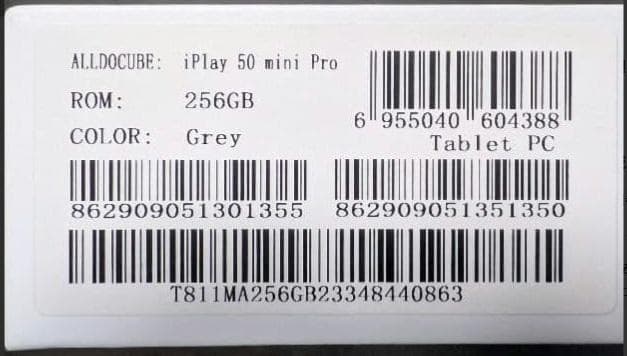 ALLDOCUBE: iPlay 50 mini Pro
ROM: 256GB
COLOR: Grey
6 955040 604388
Tablet PC
862909051301355 862909051351350
T811MA256GB23348440863